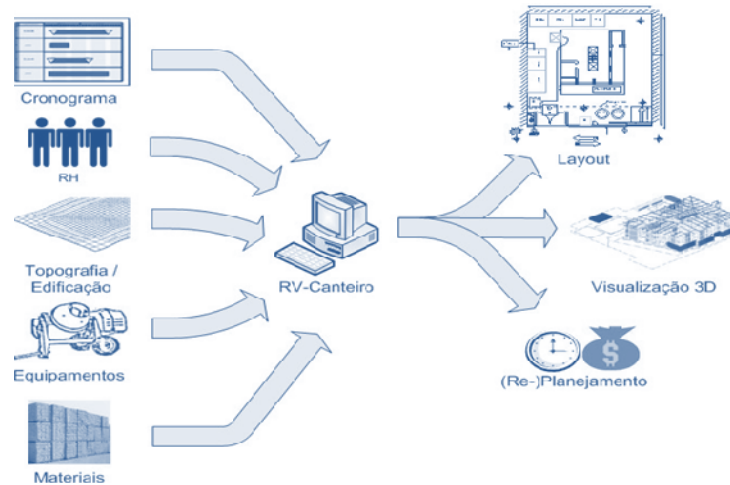 Cronograma
RH
Topografia /
Edificação
Equipamentos
Materiais
RV-Canteiro
Layout
Visualização 3D
$
(Re-)Planejamento